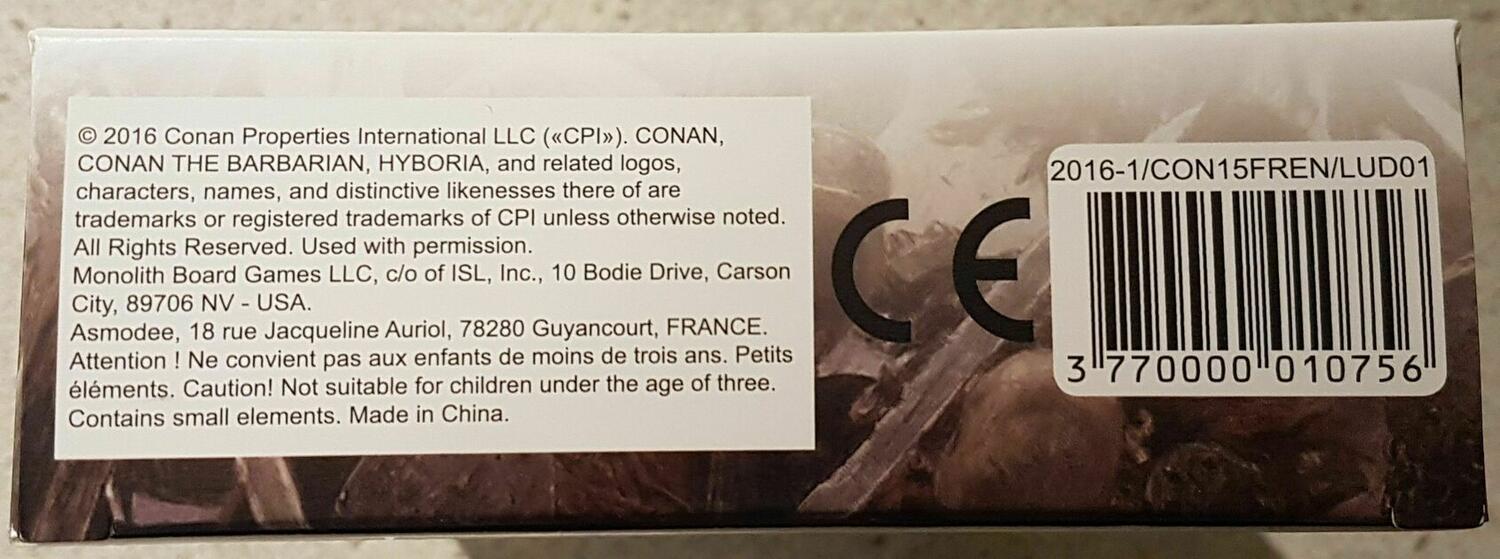 © 2016 Conan Properties International LLC («CPI»). CONAN,
CONAN THE BARBARIAN, HYBORIA, and related logos,
characters, names, and distinctive likenesses there of are
trademarks or registered trademarks of CPI unless otherwise noted.
All Rights Reserved. Used with permission.
Monolith Board Games LLC, c/o of ISL, Inc., 10 Bodie Drive, Carson
City, 89706 NV - USA.
Asmodee, 18 rue Jacqueline Auriol, 78280 Guyancourt, FRANCE.
Attention ! Ne convient pas aux enfants de moins de trois ans. Petits
éléments. Caution! Not suitable for children under the age of three.
Contains small elements. Made in China.
CE
2016-1/CON15FREN/LUD01
3 770000 010756